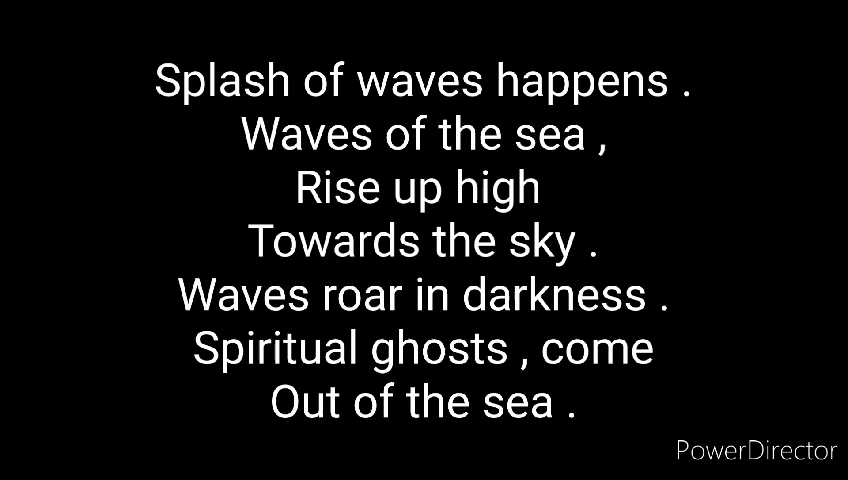 Splash of waves happens .
Waves of the sea ,
Rise up high
Towards the sky .
Waves roar in darkness .
Spiritual ghosts , come
Out of the sea .
PowerDirector